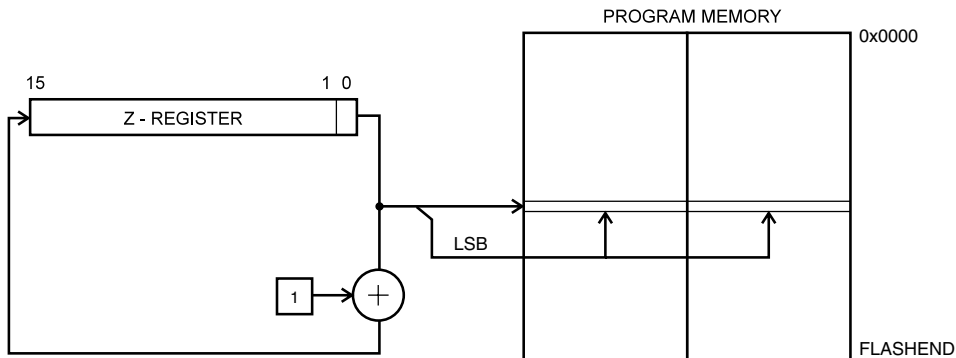 PROGRAM MEMORY
0x0000
15 1 0
Z - REGISTER
LSB
1
FLASHEND